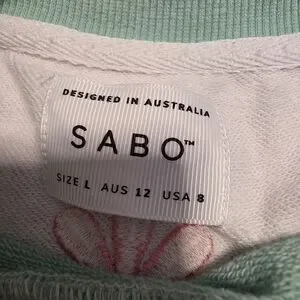 DESIGNED IN AUSTRALIA
SABO™
SIZE L AUS 12 USA 8